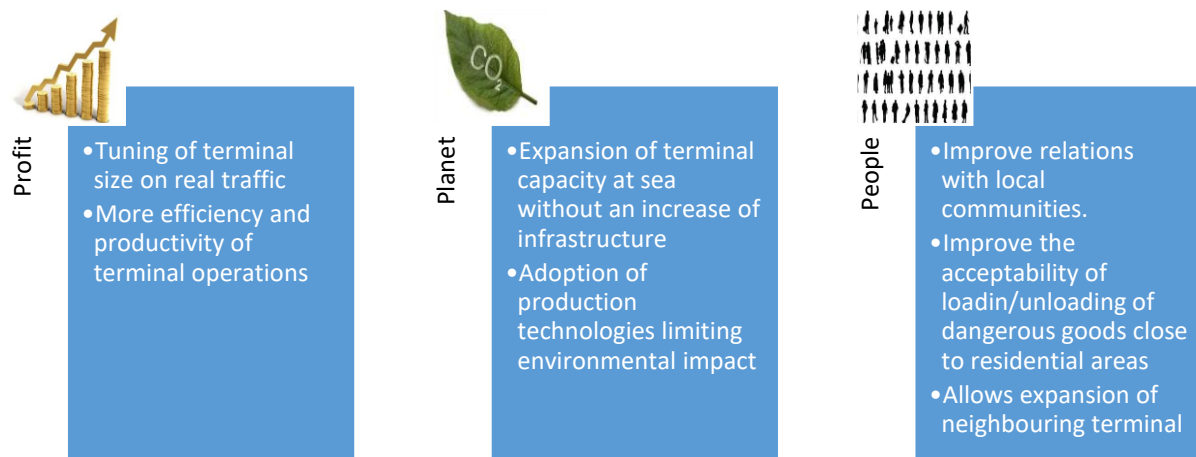 Profit
•Tuning of terminal
size on real traffic
•More efficiency and
productivity of
terminal operations
CO2
Planet
•Expansion of terminal
capacity at sea
without an increase of
infrastructure
•Adoption of
production
technologies limiting
environmental impact
People
•Improve relations
with local
communities.
•Improve the
acceptability of
loadin/unloading of
dangerous goods close
to residential areas
•Allows expansion of
neighbouring terminal